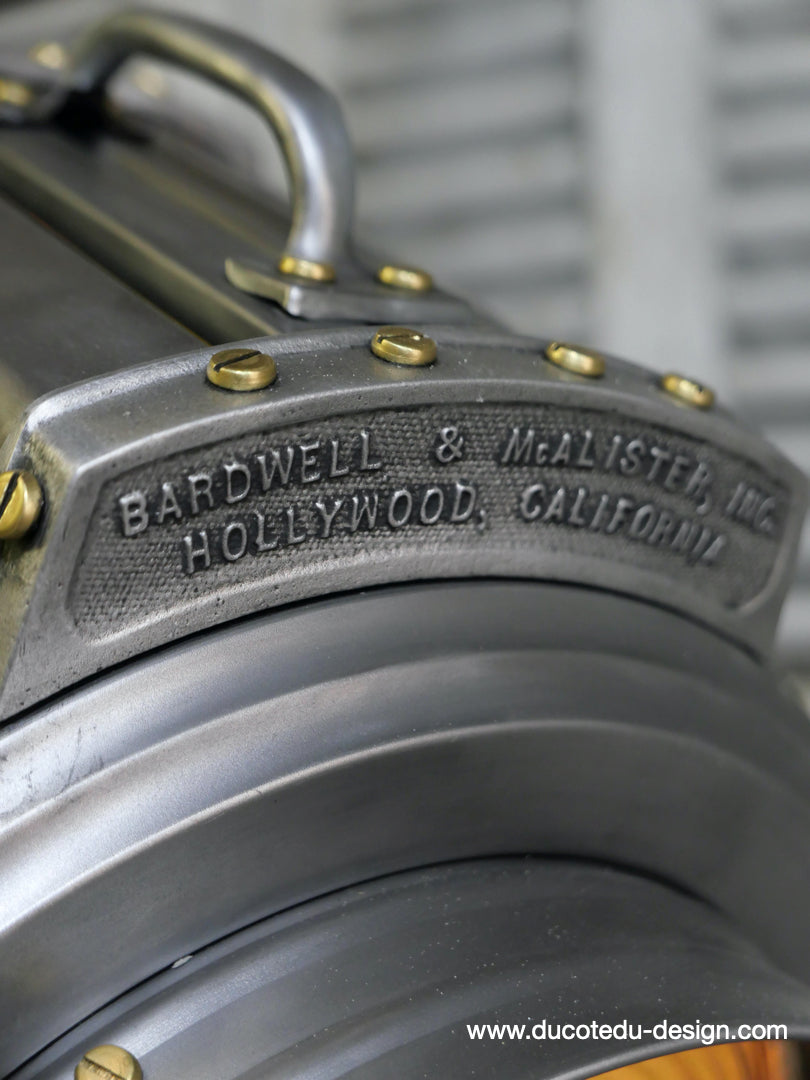 BARDWELL & McALISTER, INC.
HOLLYWOOD, CALIFORNIA
www.ducotedu-design.com